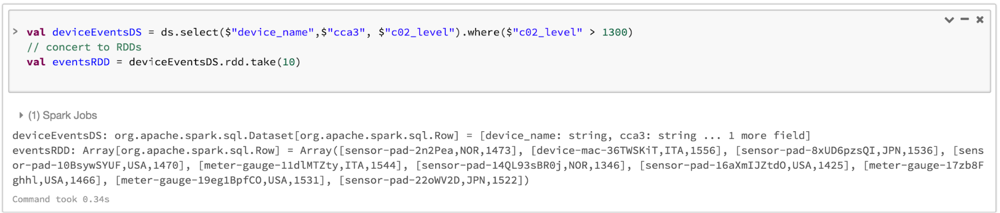 > val deviceEventsDS = ds.select($"device_name",$"cca3", $"c02_level").where($"c02_level" > 1300)
// concert to RDDs
val eventsRDD = deviceEventsDS.rdd.take(10)
(1) Spark Jobs
deviceEventsDS: org.apache.spark.sql.Dataset[org.apache.spark.sql.Row] = [device_name: string, cca3: string ... 1 more field]
eventsRDD: Array[org.apache.spark.sql.Row] = Array([sensor-pad-2n2Pea,NOR,1473], [device-mac-36TWSKiT,ITA,1556], [sensor-pad-8xUD6pzsQI,JPN,1536], [sens
or-pad-10BsywSYUF,USA,1470], [meter-gauge-11dlMTZty,ITA,1544], [sensor-pad-14QL93sBR0j,NOR,1346], [sensor-pad-16aXmIJZtdO,USA,1425], [meter-gauge-17zb8F
ghhl,USA,1466], [meter-gauge-19eg1BpfCO,USA,1531], [sensor-pad-22oWV2D,JPN,1522])
Command took 0.34s